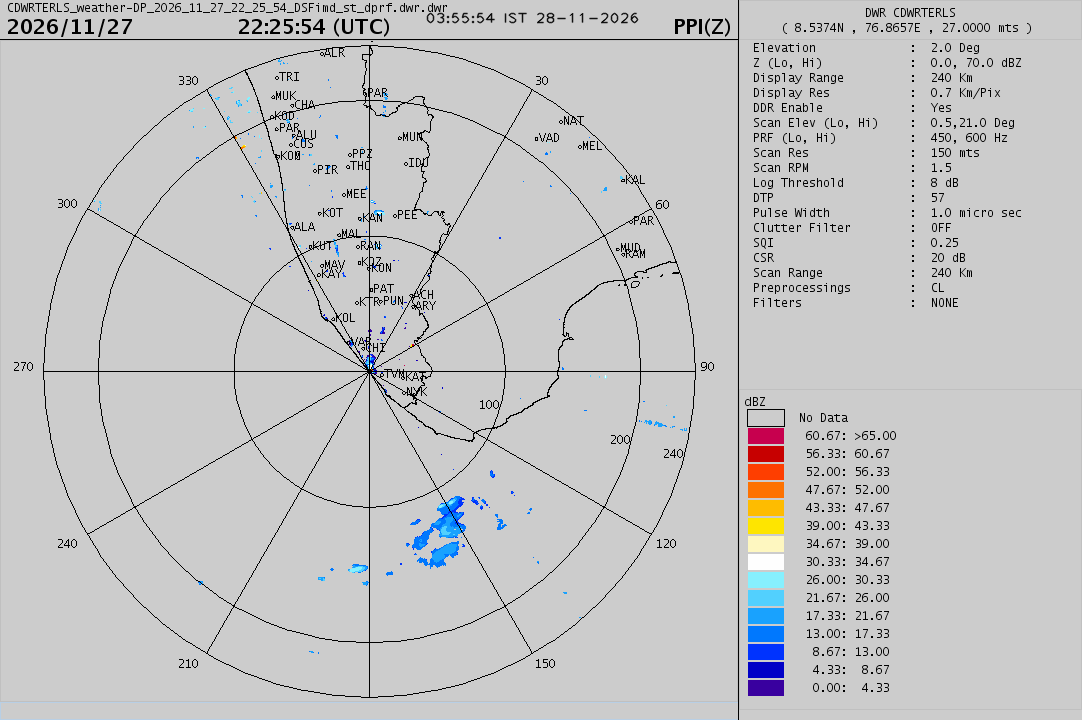 CDWRTERLS_weather-DP_2026_11_27_22_25_54_DSFimd_st_dprf.dwr.dwr
03:55:54 IST 28-11-2026
2026/11/27 22:25:54 (UTC) PPI(Z)
DWR CDWRTERLS
( 8.5374N , 76.8657E , 27.0000 mts )
Elevation : 2.0 Deg
Z (Lo, Hi) : 0.0, 70.0 dBZ
Display Range : 240 Km
Display Res : 0.7 Km/Pix
DDR Enable : Yes
Scan Elev (Lo, Hi) : 0.5,21.0 Deg
PRF (Lo, Hi) : 450, 600 Hz
Scan Res : 150 mts
Scan RPM : 1.5
Log Threshold : 8 dB
DTP : 57
Pulse Width : 1.0 micro sec
Clutter Filter : OFF
SQI : 0.25
CSR : 20 dB
Scan Range : 240 Km
Preprocessings : CL
Filters : NONE
dBZ
No Data
60.67: >65.00
56.33: 60.67
52.00: 56.33
47.67: 52.00
43.33: 47.67
39.00: 43.33
34.67: 39.00
30.33: 34.67
26.00: 30.33
21.67: 26.00
17.33: 21.67
13.00: 17.33
8.67: 13.00
4.33: 8.67
0.00: 4.33
ALR
TRI
330
30
MUK
PAR
CHA
KOD
NAT
PAR
ALU
MUN
VAD
COS
MEL
KOM
PPZ
IDU
PIR
THO
KAL
MEE
300
60
KOT
KAN
PEE
PAR
ALA
MAL
KUT
RAN
MUD
RAM
MAV
KOZ
KON
KAY
PAT
KTR
PUN
ACH
ARY
KOL
VAR
CHI
270
90
TVM
KAT
NYK
100
200
240
240
120
210
150